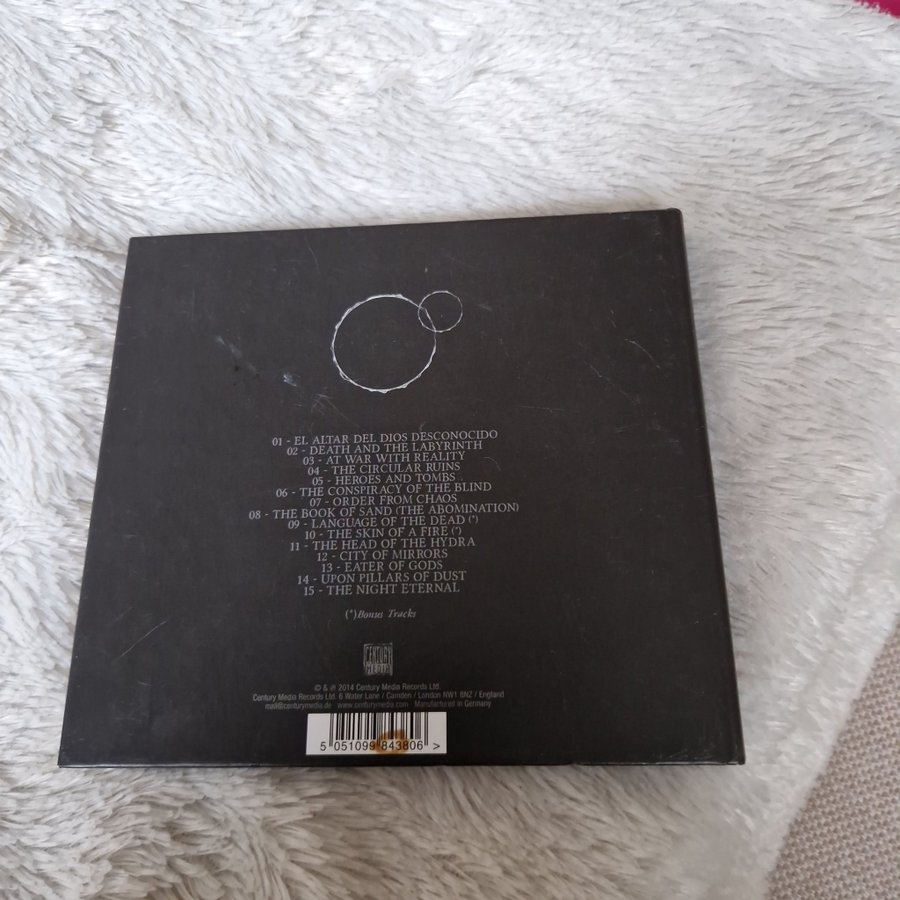 01 - EL ALTAR DEL DIOS DESCONOCIDO
02 - DEATH AND THE LABYRINTH
03 - AT WAR WITH REALITY
04 - THE CIRCULAR RUINS
05 - HEROES AND TOMBS
06 - THE CONSPIRACY OF THE BLIND
07 - ORDER FROM CHAOS
08 - THE BOOK OF SAND (THE ABOMINATION)
09 - LANGUAGE OF THE DEAD (*)
10 - THE SKIN OF A FIRE (*)
11 - THE HEAD OF THE HYDRA
12 - CITY OF MIRRORS
13 - EATER OF GODS
14 - UPON PILLARS OF DUST
15 - THE NIGHT ETERNAL
(*)Bonus Tracks
CENTURY
MEDIA
© & ℗ 2014 Century Media Records Ltd.
Century Media Records Ltd. 6 Water Lane / Camden / London NW1 8NZ / England
mail@centurymedia.de · www.centurymedia.com · Manufactured in Germany
5 051099 843806 >